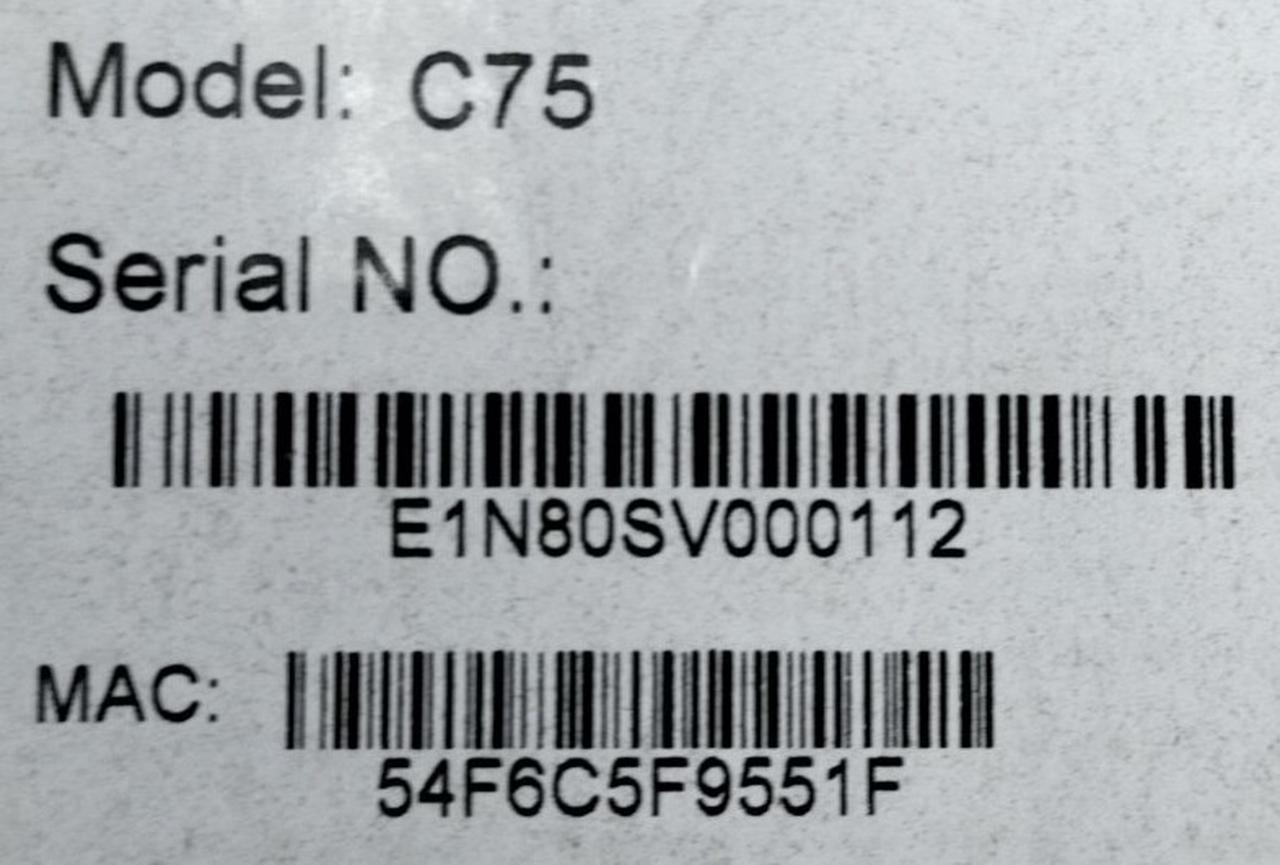 Model: C75
Serial NO.:
E1N80SV000112
MAC:
54F6C5F9551F